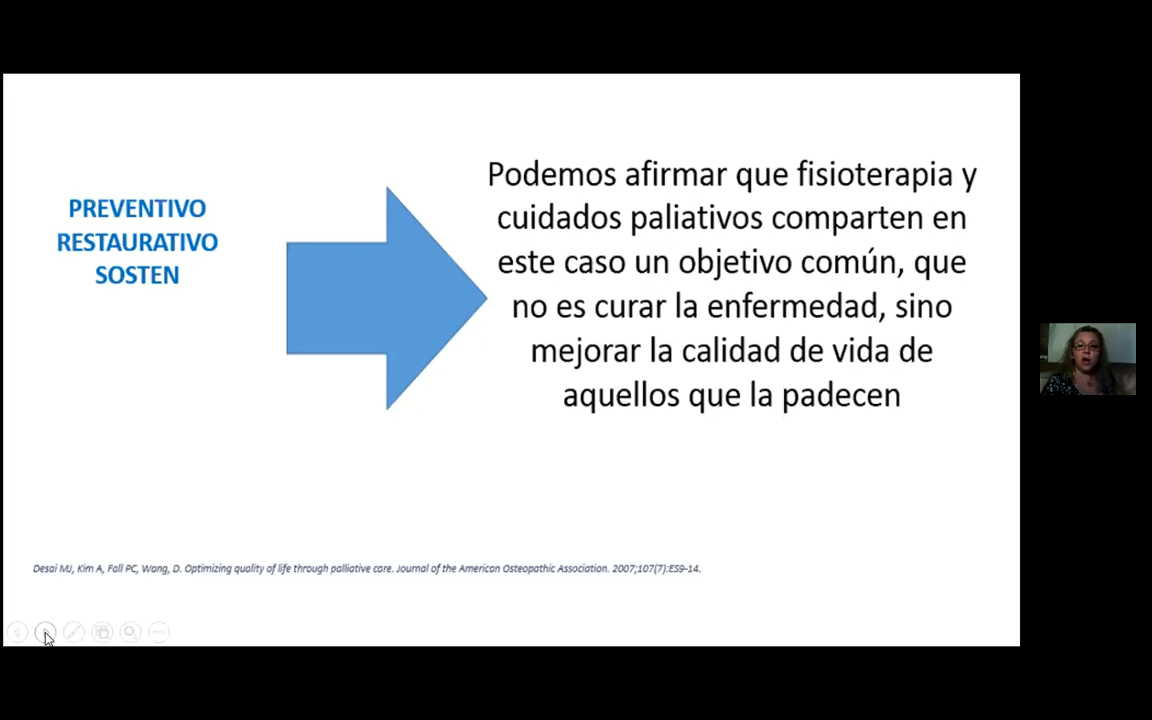 PREVENTIVO
RESTAURATIVO
SOSTEN
Podemos afirmar que fisioterapia y
cuidados paliativos comparten en
este caso un objetivo común, que
no es curar la enfermedad, sino
mejorar la calidad de vida de
aquellos que la padecen
Desai MJ, Kim A, Fall PC, Wang, D. Optimizing quality of life through palliative care. Journal of the American Osteopathic Association. 2007;107(7):ES9-14.